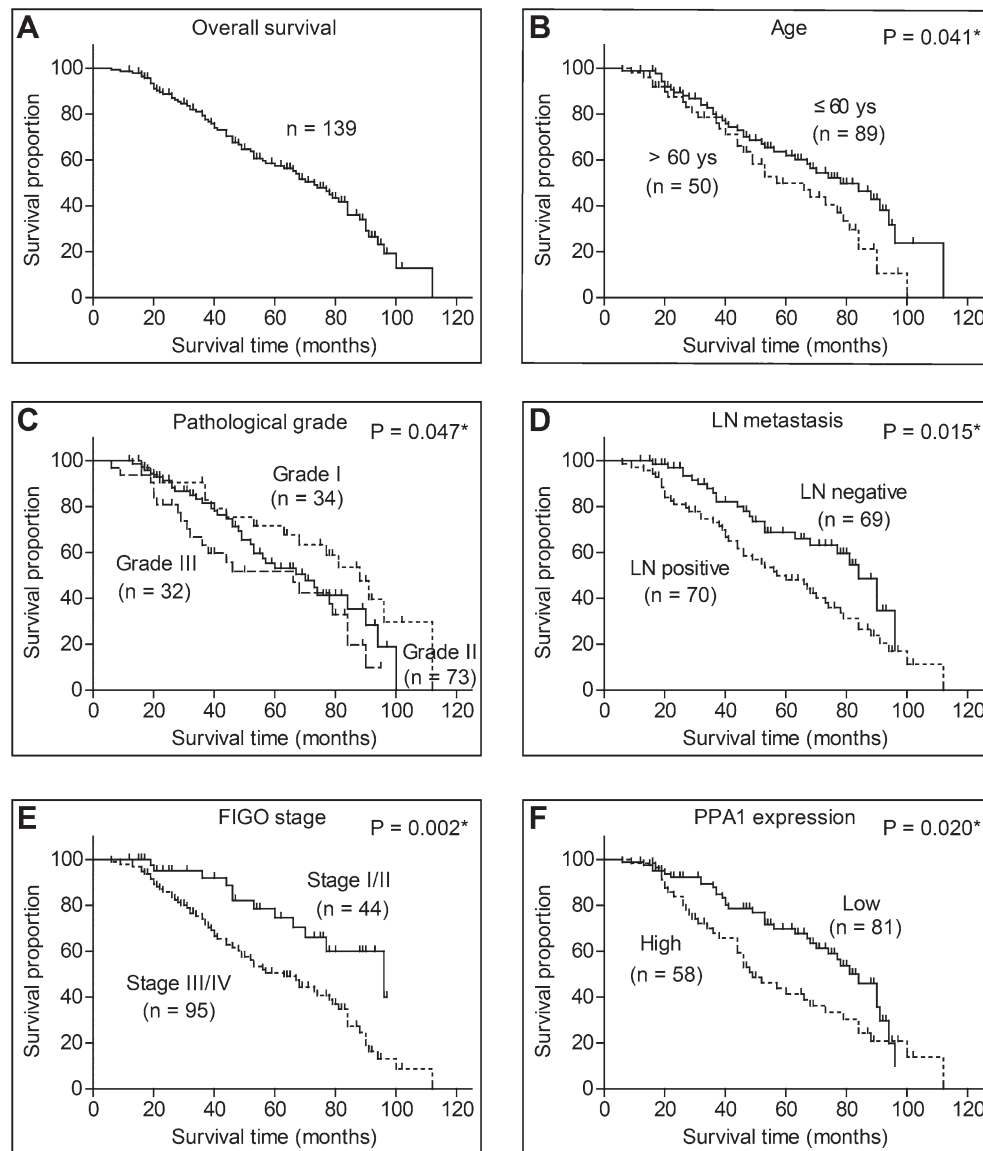 A
Overall survival
Survival proportion
100
80
60
40
20
0
n = 139
0 20 40 60 80 100 120
Survival time (months)
B
Age
P = 0.041*
Survival proportion
100
80
60
40
20
0
≤ 60 ys
(n = 89)
> 60 ys
(n = 50)
0 20 40 60 80 100 120
Survival time (months)
C
Pathological grade
P = 0.047*
Survival proportion
100
80
60
40
20
0
Grade I
(n = 34)
Grade III
(n = 32)
Grade II
(n = 73)
0 20 40 60 80 100 120
Survival time (months)
D
LN metastasis
P = 0.015*
Survival proportion
100
80
60
40
20
0
LN negative
(n = 69)
LN positive
(n = 70)
0 20 40 60 80 100 120
Survival time (months)
E
FIGO stage
P = 0.002*
Survival proportion
100
80
60
40
20
0
Stage I/II
(n = 44)
Stage III/IV
(n = 95)
0 20 40 60 80 100 120
Survival time (months)
F
PPA1 expression
P = 0.020*
Survival proportion
100
80
60
40
20
0
Low
(n = 81)
High
(n = 58)
0 20 40 60 80 100 120
Survival time (months)